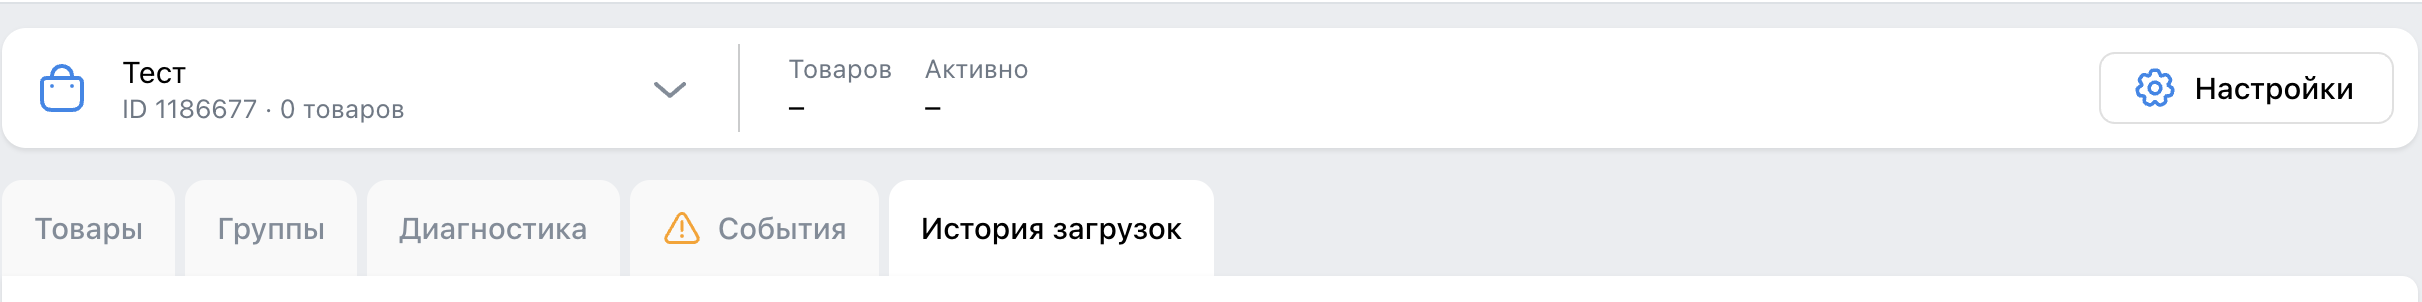 Тест
ID 1186677 · 0 товаров
Товаров Активно
– –
Настройки
Товары Группы Диагностика События История загрузок